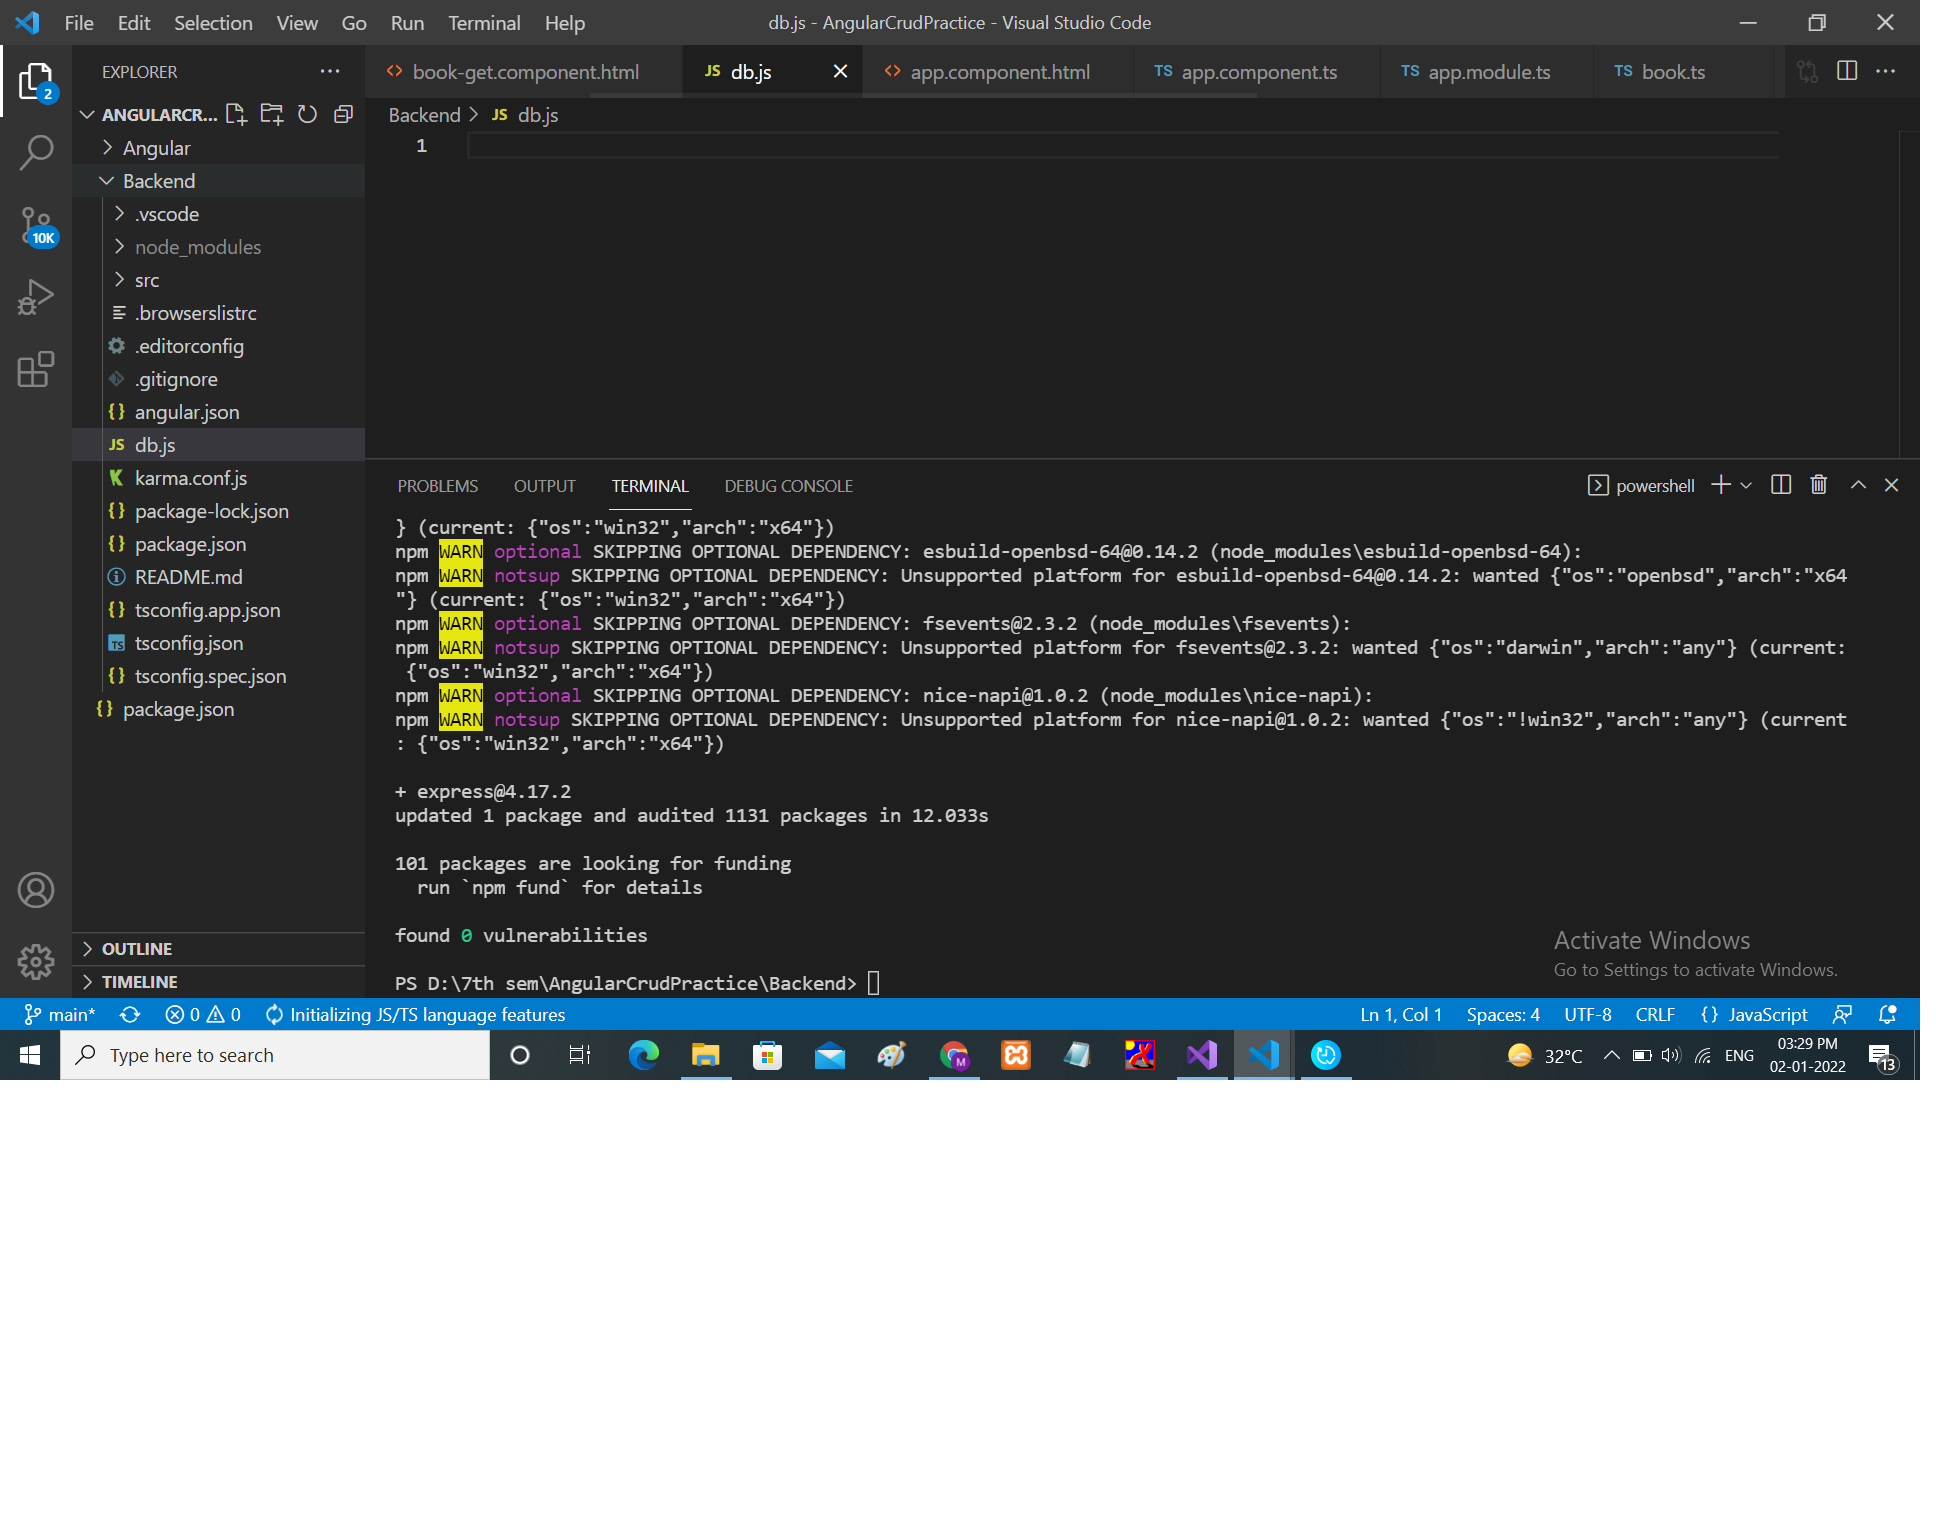 File Edit Selection View Go Run Terminal Help
db.js - AngularCrudPractice - Visual Studio Code
EXPLORER
2
10K
ANGULARCR...
Angular
Backend
.vscode
node_modules
src
.browserslistrc
.editorconfig
.gitignore
{} angular.json
JS db.js
karma.conf.js
{} package-lock.json
{} package.json
README.md
{} tsconfig.app.json
TS tsconfig.json
{} tsconfig.spec.json
{} package.json
OUTLINE
TIMELINE
<> book-get.component.html
JS db.js
<> app.component.html
TS app.component.ts
TS app.module.ts
TS book.ts
Backend > JS db.js
1
PROBLEMS OUTPUT TERMINAL DEBUG CONSOLE
powershell
} (current: {"os":"win32","arch":"x64"})
npm WARN optional SKIPPING OPTIONAL DEPENDENCY: esbuild-openbsd-64@0.14.2 (node_modules\esbuild-openbsd-64):
npm WARN notsup SKIPPING OPTIONAL DEPENDENCY: Unsupported platform for esbuild-openbsd-64@0.14.2: wanted {"os":"openbsd","arch":"x64
"} (current: {"os":"win32","arch":"x64"})
npm WARN optional SKIPPING OPTIONAL DEPENDENCY: fsevents@2.3.2 (node_modules\fsevents):
npm WARN notsup SKIPPING OPTIONAL DEPENDENCY: Unsupported platform for fsevents@2.3.2: wanted {"os":"darwin","arch":"any"} (current:
{"os":"win32","arch":"x64"})
npm WARN optional SKIPPING OPTIONAL DEPENDENCY: nice-napi@1.0.2 (node_modules\nice-napi):
npm WARN notsup SKIPPING OPTIONAL DEPENDENCY: Unsupported platform for nice-napi@1.0.2: wanted {"os":"!win32","arch":"any"} (current
: {"os":"win32","arch":"x64"})
+ express@4.17.2
updated 1 package and audited 1131 packages in 12.033s
101 packages are looking for funding
run `npm fund` for details
found 0 vulnerabilities
PS D:\7th sem\AngularCrudPractice\Backend>
Activate Windows
Go to Settings to activate Windows.
main* 0 0 Initializing JS/TS language features
Ln 1, Col 1 Spaces: 4 UTF-8 CRLF {} JavaScript
Type here to search
M
32°C
ENG
03:29 PM
02-01-2022
13